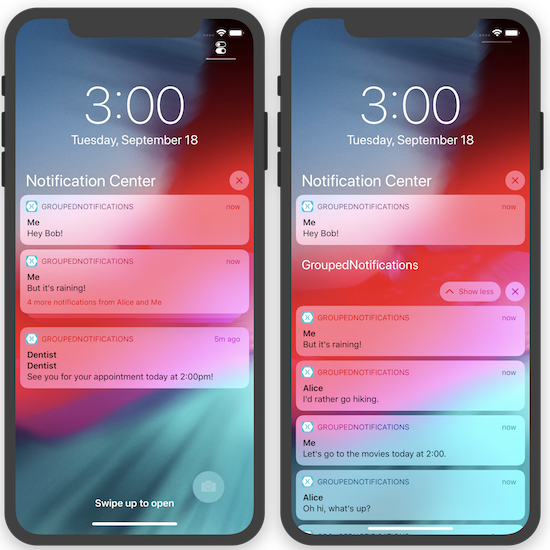 3:00
Tuesday, September 18
Notification Center
GROUPEDNOTIFICATIONS now
Me
Hey Bob!
GROUPEDNOTIFICATIONS now
Me
But it's raining!
4 more notifications from Alice and Me
GROUPEDNOTIFICATIONS 5m ago
Dentist
Dentist
See you for your appointment today at 2:00pm!
Swipe up to open
3:00
Tuesday, September 18
Notification Center
GROUPEDNOTIFICATIONS now
Me
Hey Bob!
GroupedNotifications
Show less
GROUPEDNOTIFICATIONS now
Me
But it's raining!
GROUPEDNOTIFICATIONS now
Alice
I'd rather go hiking.
GROUPEDNOTIFICATIONS now
Me
Let's go to the movies today at 2:00.
GROUPEDNOTIFICATIONS now
Alice
Oh hi, what's up?